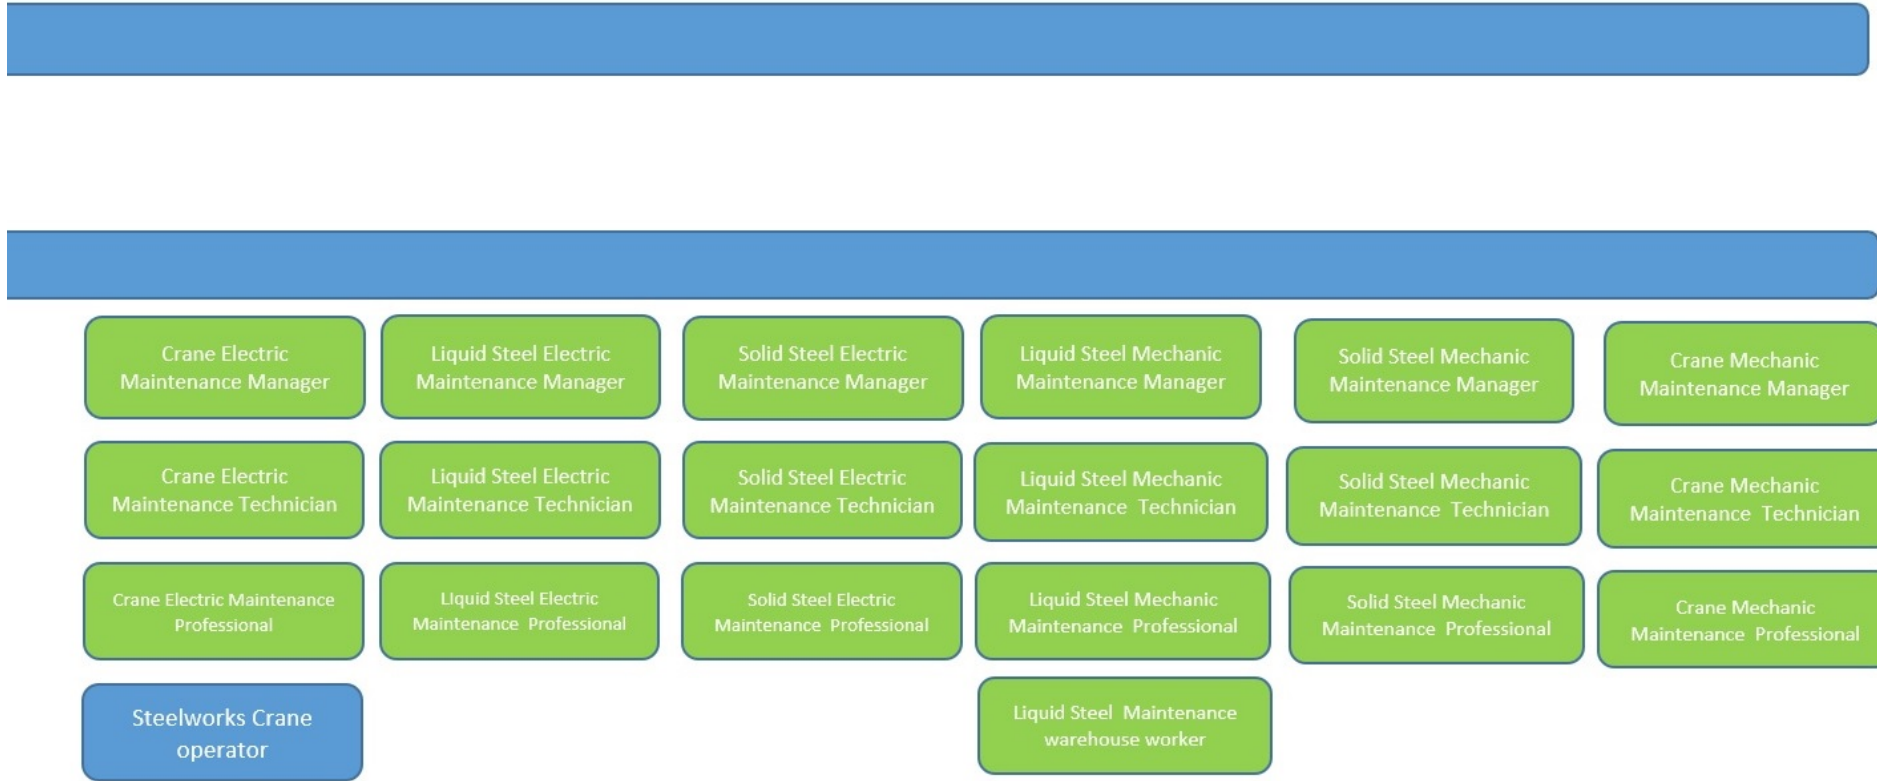 Crane Electric
Maintenance Manager
Liquid Steel Electric
Maintenance Manager
Solid Steel Electric
Maintenance Manager
Liquid Steel Mechanic
Maintenance Manager
Solid Steel Mechanic
Maintenance Manager
Crane Mechanic
Maintenance Manager
Crane Electric
Maintenance Technician
Liquid Steel Electric
Maintenance Technician
Solid Steel Electric
Maintenance Technician
Liquid Steel Mechanic
Maintenance Technician
Solid Steel Mechanic
Maintenance Technician
Crane Mechanic
Maintenance Technician
Crane Electric Maintenance
Professional
Liquid Steel Electric
Maintenance Professional
Solid Steel Electric
Maintenance Professional
Liquid Steel Mechanic
Maintenance Professional
Solid Steel Mechanic
Maintenance Professional
Crane Mechanic
Maintenance Professional
Steelworks Crane
operator
Liquid Steel Maintenance
warehouse worker